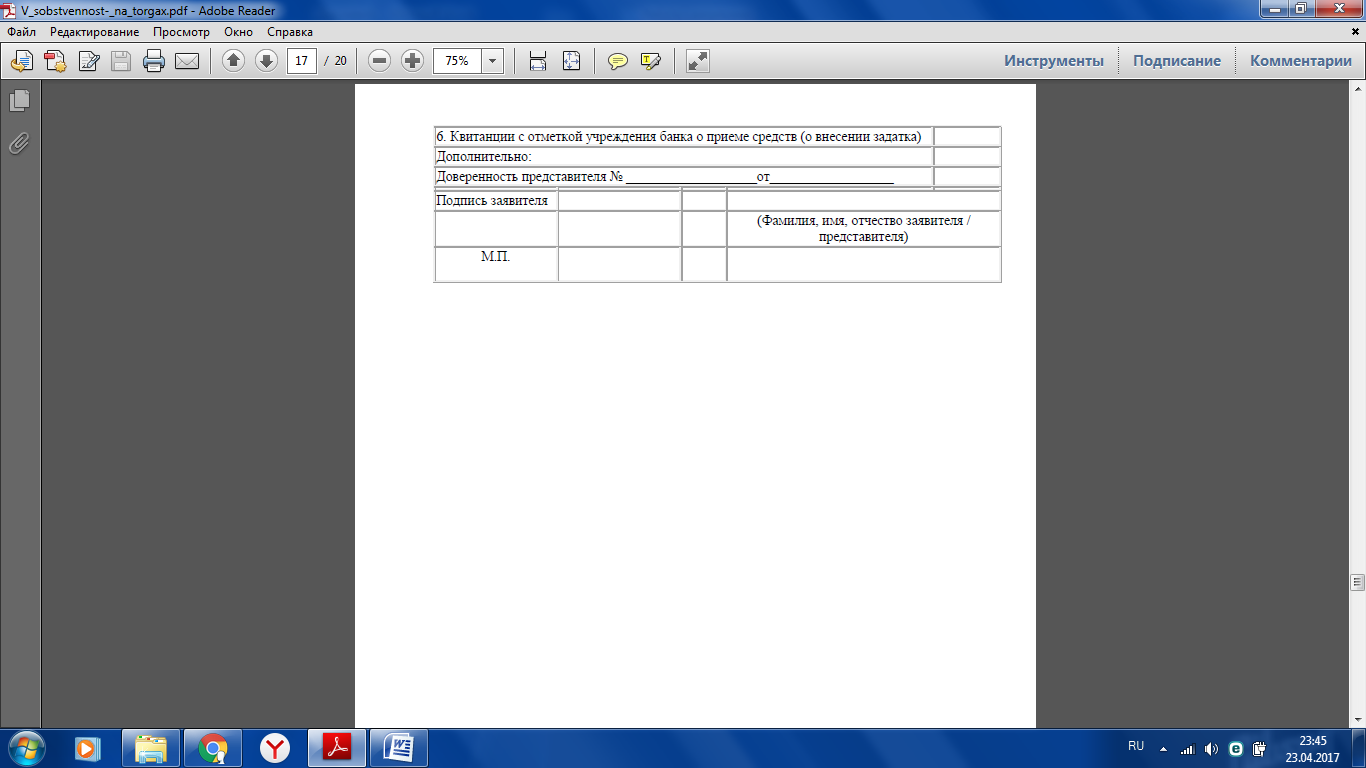 V_sobstvennost-_na_torgax.pdf - Adobe Reader
Файл Редактирование Просмотр Окно Справка
17 / 20 75% Инструменты Подписание Комментарии
6. Квитанции с отметкой учреждения банка о приеме средств (о внесении задатка)
Дополнительно:
Доверенность представителя № ___________________от__________________
Подпись заявителя
(Фамилия, имя, отчество заявителя /
представителя)
М.П.
RU 23:45
23.04.2017